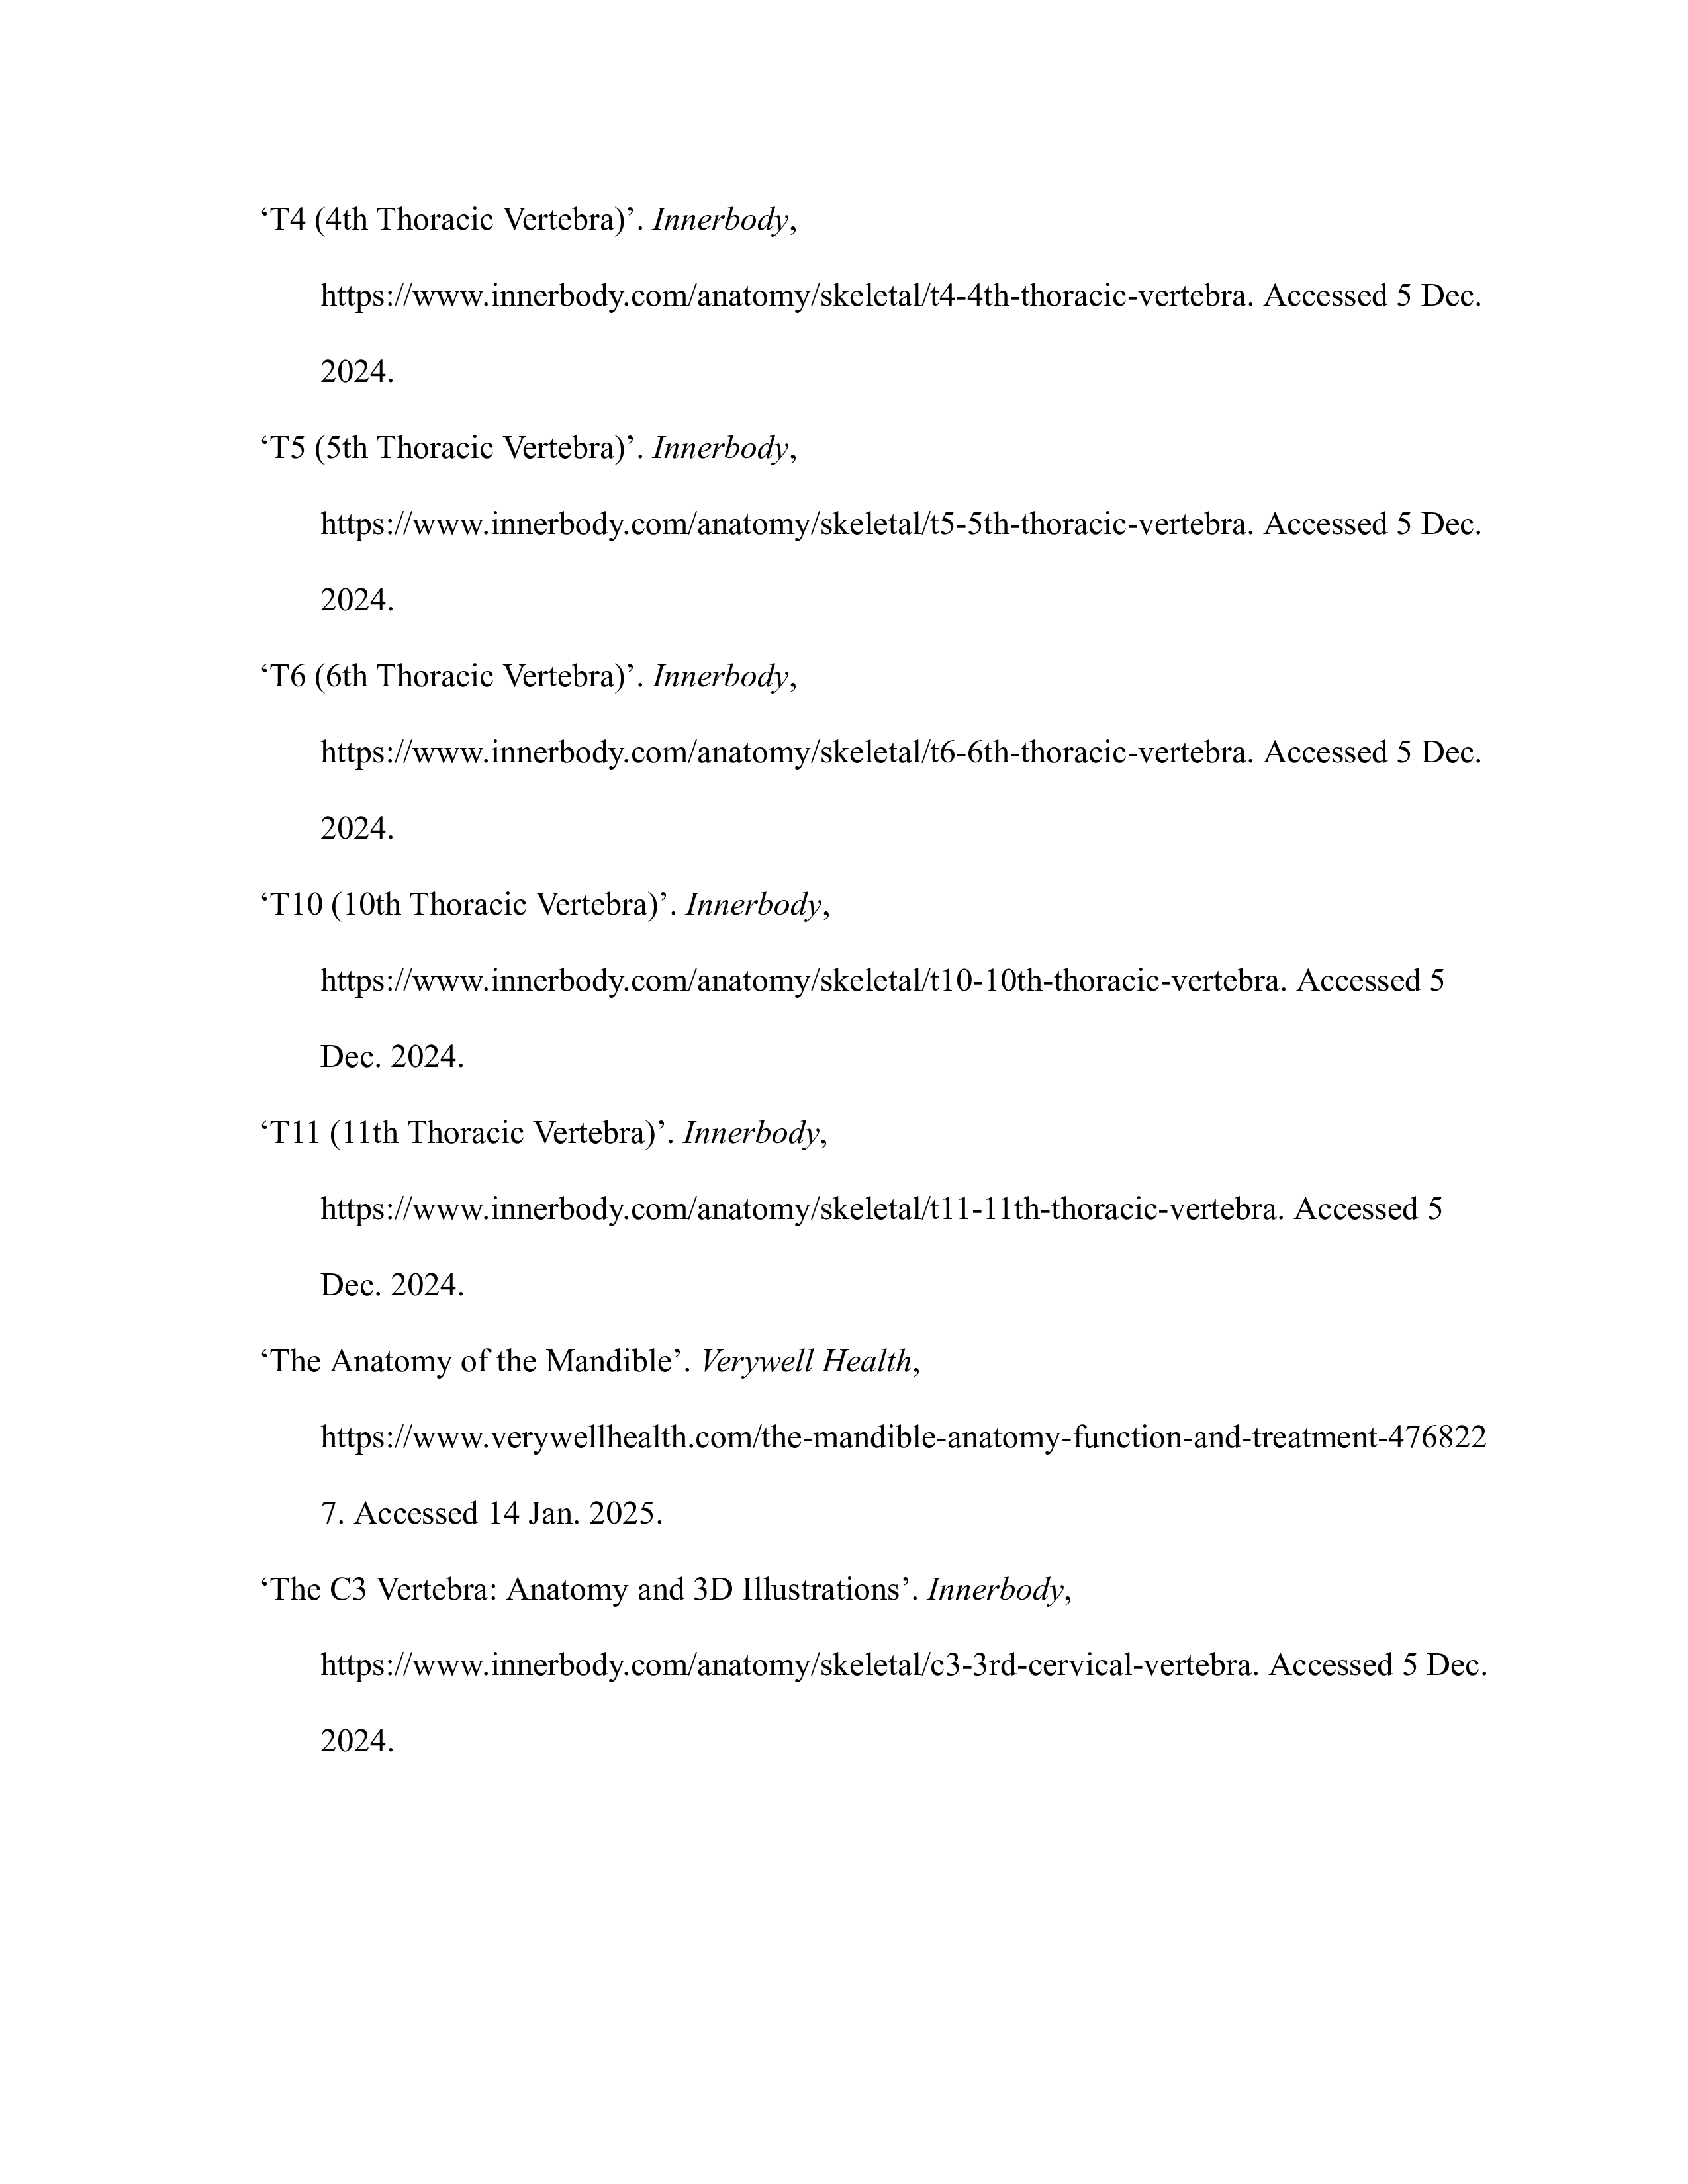 ‘T4 (4th Thoracic Vertebra)’. Innerbody,
https://www.innerbody.com/anatomy/skeletal/t4-4th-thoracic-vertebra. Accessed 5 Dec.
2024.
‘T5 (5th Thoracic Vertebra)’. Innerbody,
https://www.innerbody.com/anatomy/skeletal/t5-5th-thoracic-vertebra. Accessed 5 Dec.
2024.
‘T6 (6th Thoracic Vertebra)’. Innerbody,
https://www.innerbody.com/anatomy/skeletal/t6-6th-thoracic-vertebra. Accessed 5 Dec.
2024.
‘T10 (10th Thoracic Vertebra)’. Innerbody,
https://www.innerbody.com/anatomy/skeletal/t10-10th-thoracic-vertebra. Accessed 5
Dec. 2024.
‘T11 (11th Thoracic Vertebra)’. Innerbody,
https://www.innerbody.com/anatomy/skeletal/t11-11th-thoracic-vertebra. Accessed 5
Dec. 2024.
‘The Anatomy of the Mandible’. Verywell Health,
https://www.verywellhealth.com/the-mandible-anatomy-function-and-treatment-476822
7. Accessed 14 Jan. 2025.
‘The C3 Vertebra: Anatomy and 3D Illustrations’. Innerbody,
https://www.innerbody.com/anatomy/skeletal/c3-3rd-cervical-vertebra. Accessed 5 Dec.
2024.